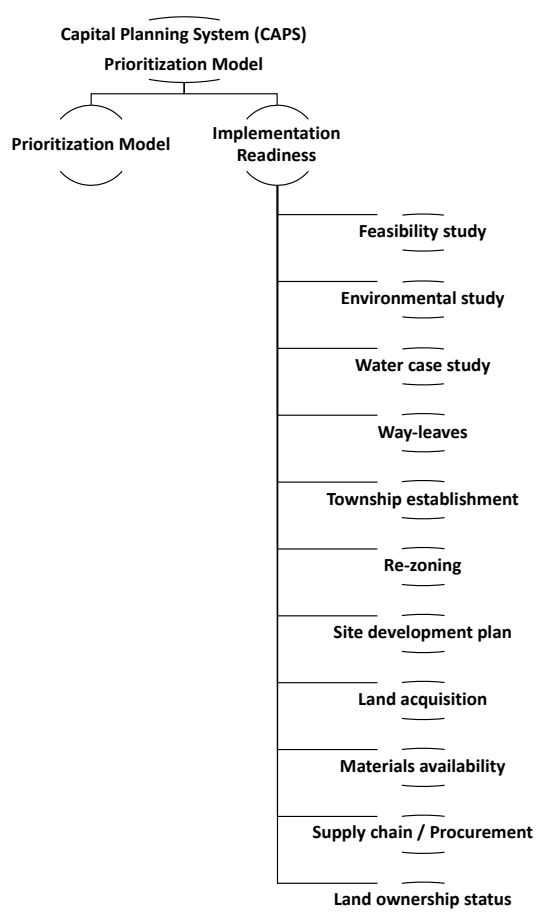 Capital Planning System (CAPS)
Prioritization Model
Prioritization Model
Implementation
Readiness
Feasibility study
Environmental study
Water case study
Way-leaves
Township establishment
Re-zoning
Site development plan
Land acquisition
Materials availability
Supply chain / Procurement
Land ownership status